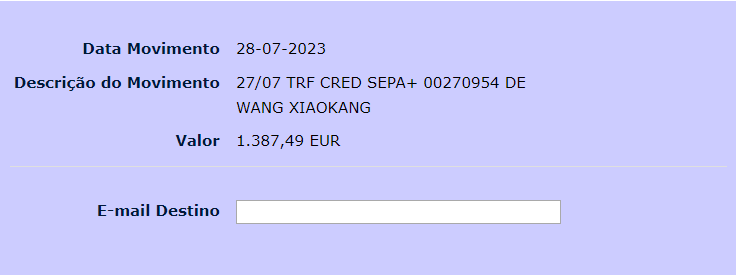 Data Movimento 28-07-2023
Descrição do Movimento 27/07 TRF CRED SEPA+ 00270954 DE
WANG XIAOKANG
Valor 1.387,49 EUR
E-mail Destino